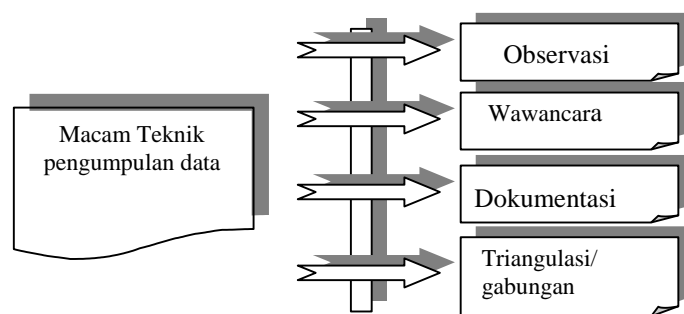 Macam Teknik
pengumpulan data
Observasi
Wawancara
Dokumentasi
Triangulasi/
gabungan